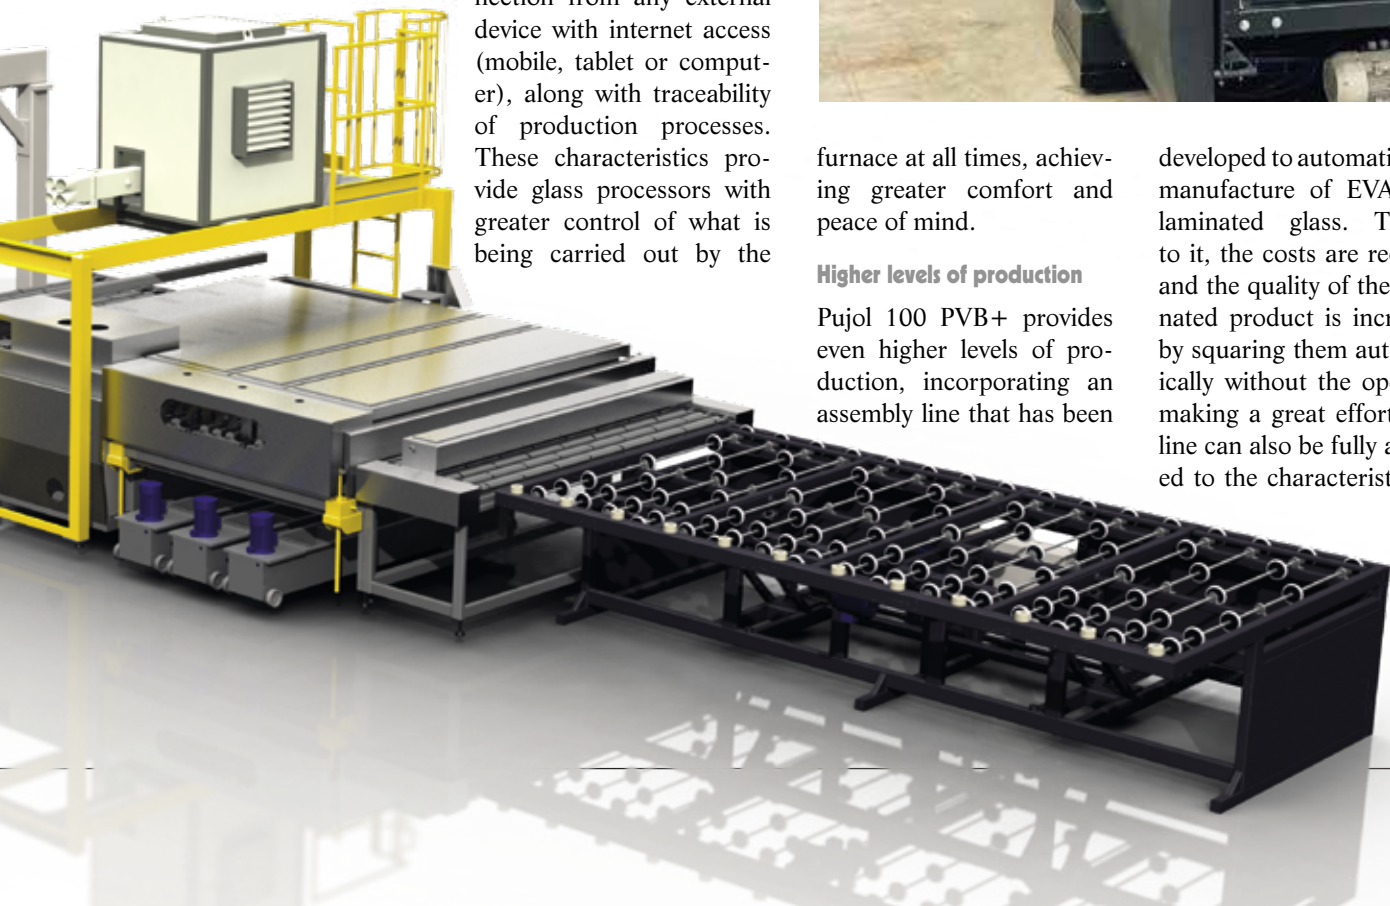 device with internet access
(mobile, tablet or comput-
er), along with traceability
of production processes.
These characteristics pro-
vide glass processors with
greater control of what is
being carried out by the
furnace at all times, achiev-
ing greater comfort and
peace of mind.
Higher levels of production
Pujol 100 PVB+ provides
even higher levels of pro-
duction, incorporating an
assembly line that has been
developed to automati
manufacture of EVA
laminated glass. T
to it, the costs are re
and the quality of the
nated product is incr
by squaring them aut
ically without the op
making a great effort
line can also be fully a
ed to the characterist